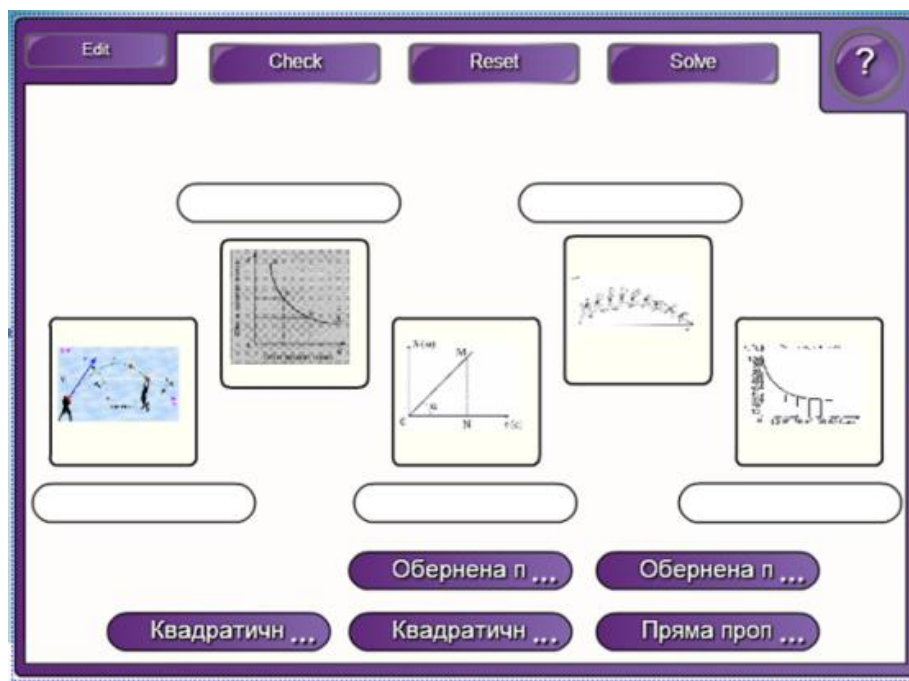 Edit
Check
Reset
Solve
?
M
N
Обернена п ...
Обернена п ...
Квадратичн ...
Квадратичн ...
Пряма проп ...